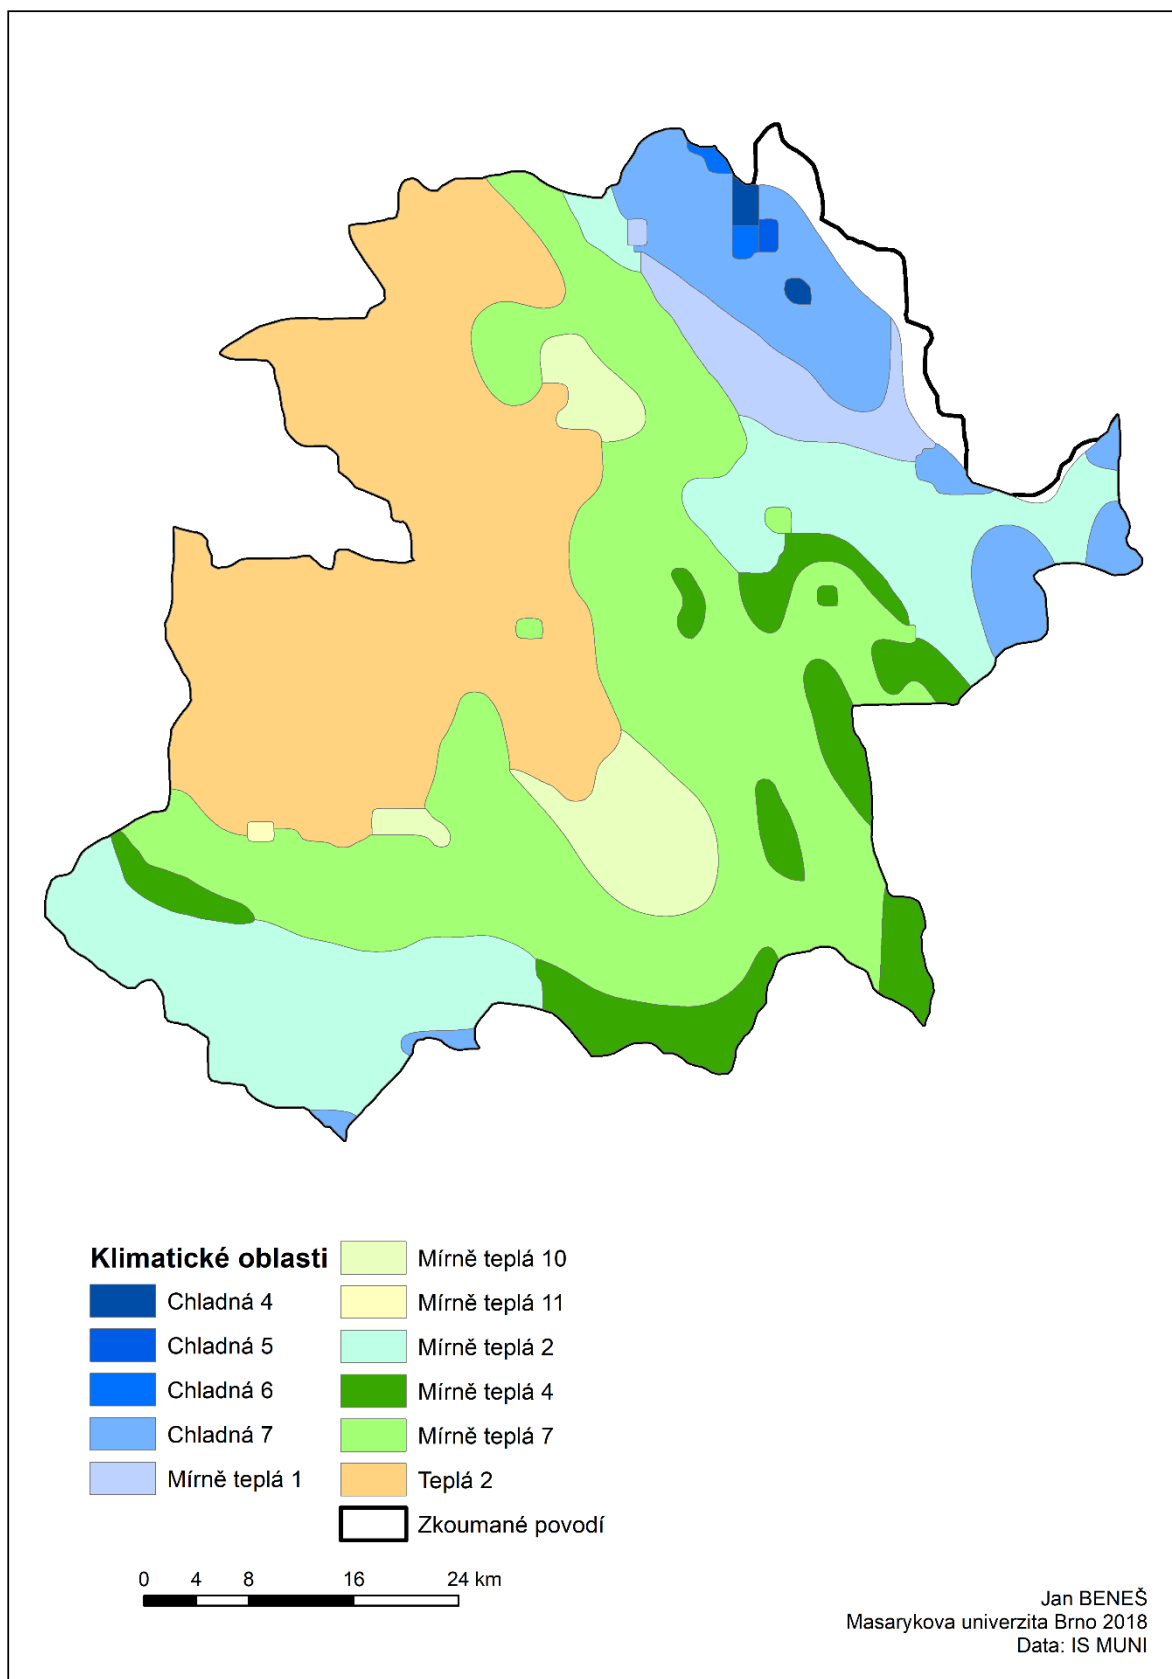 Klimatické oblasti
Chladná 4
Chladná 5
Chladná 6
Chladná 7
Mírně teplá 1
Mírně teplá 10
Mírně teplá 11
Mírně teplá 2
Mírně teplá 4
Mírně teplá 7
Teplá 2
Zkoumané povodí
0 4 8 16 24 km
Jan BENEŠ
Masarykova univerzita Brno 2018
Data: IS MUNI